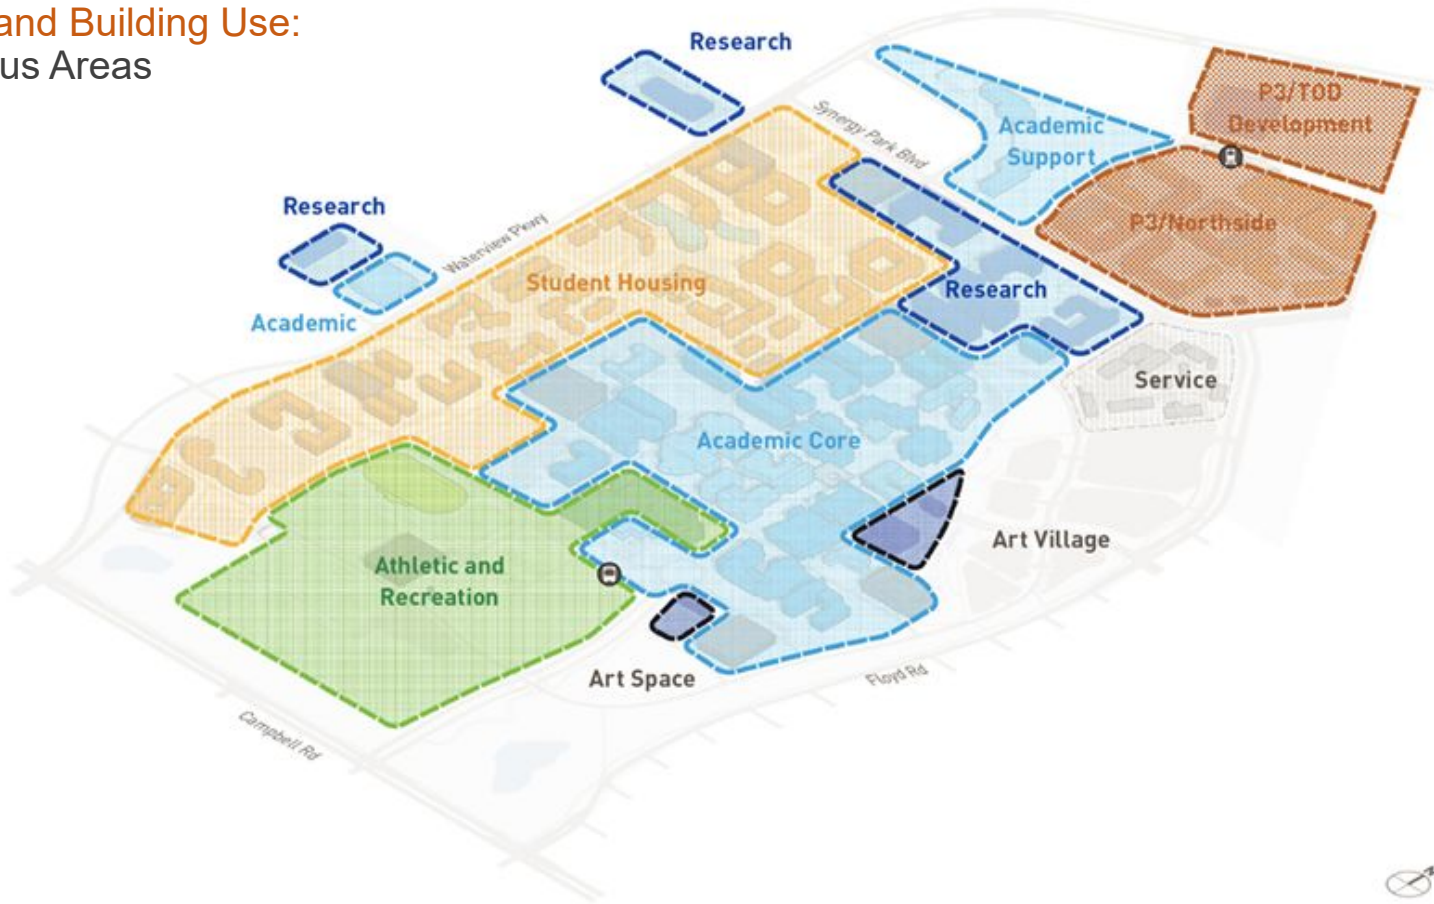 and Building Use:
us Areas
Research
Synergy Park Blvd
P3/TOD
Development
Academic
Support
Research
Waterview Pkwy
P3/Northside
Student Housing
Research
Academic
Service
Academic Core
Art Village
Athletic and
Recreation
Art Space
Floyd Rd
Campbell Rd